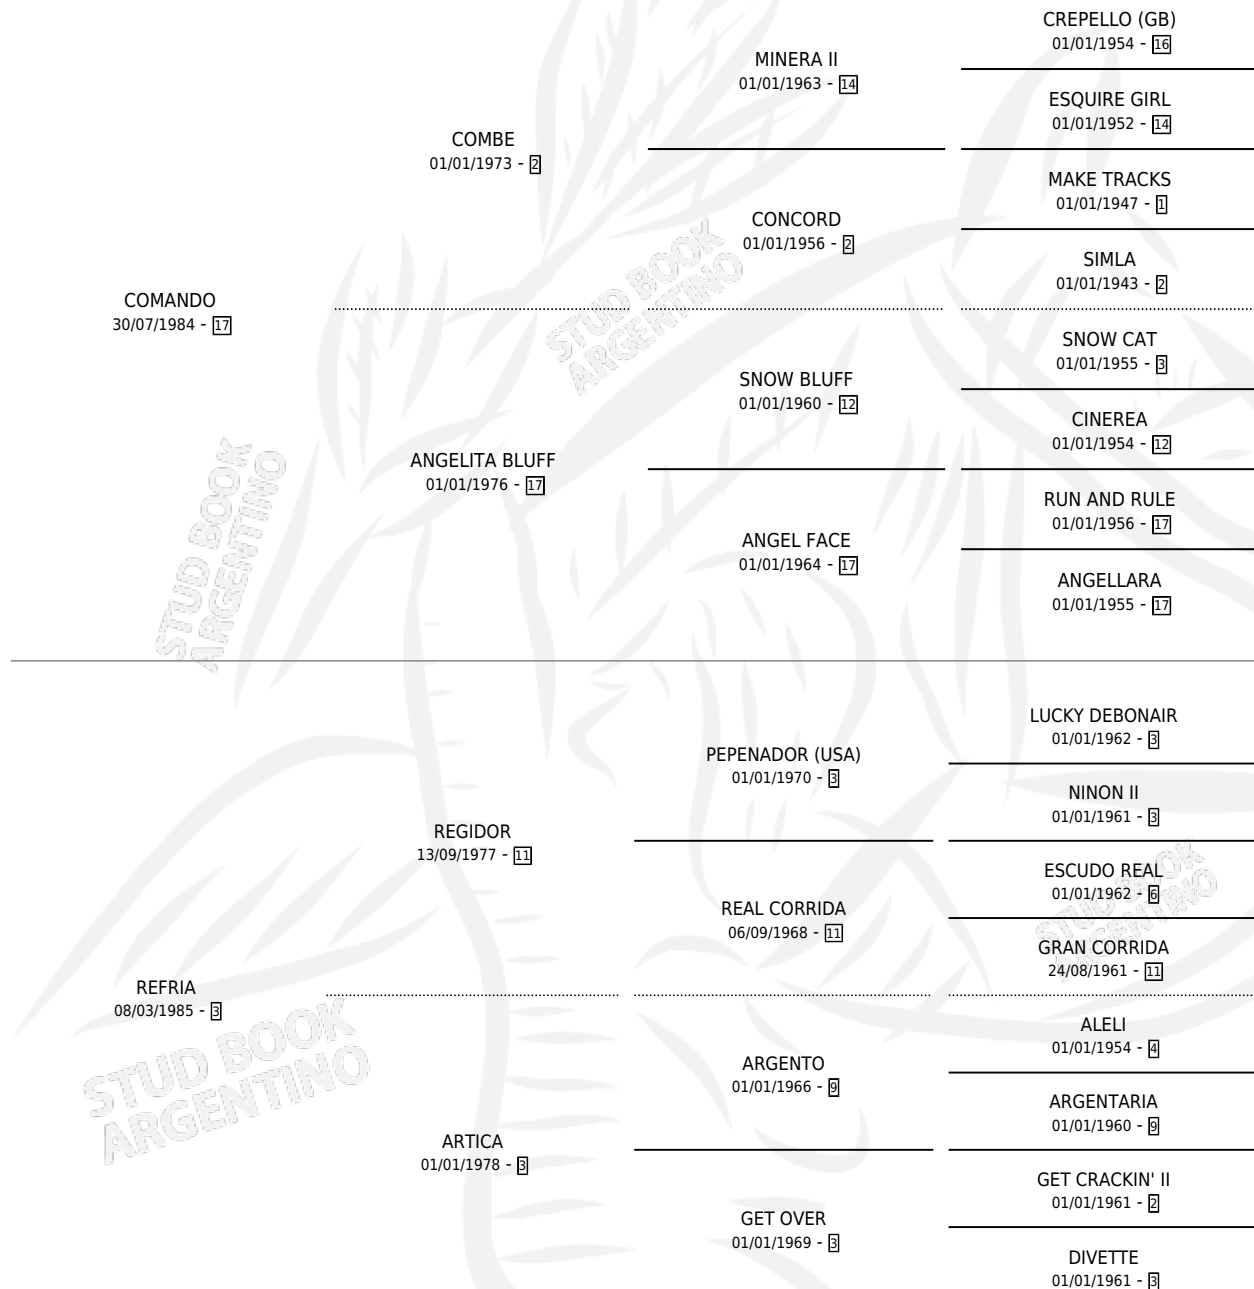 CREPELLO (GB)
01/01/1954 - 16
MINERA II
01/01/1963 - 14
ESQUIRE GIRL
01/01/1952 - 14
COMBE
01/01/1973 - 2
MAKE TRACKS
01/01/1947 - 1
CONCORD
01/01/1956 - 2
SIMLA
01/01/1943 - 2
COMANDO
30/07/1984 - 17
STUD BOOK
ARGENTINO
SNOW CAT
01/01/1955 - 3
SNOW BLUFF
01/01/1960 - 12
CINEREA
01/01/1954 - 12
ANGELITA BLUFF
01/01/1976 - 17
RUN AND RULE
01/01/1956 - 17
ANGEL FACE
01/01/1964 - 17
ANGELLARA
01/01/1955 - 17
STUD BOOK
ARGENTINO
LUCKY DEBONAIR
01/01/1962 - 3
PEPENADOR (USA)
01/01/1970 - 3
NINON II
01/01/1961 - 3
REGIDOR
13/09/1977 - 11
ESCUDO REAL
01/01/1962 - 6
REAL CORRIDA
06/09/1968 - 11
STUD BOOK
ARGENTINO
GRAN CORRIDA
24/08/1961 - 11
REFRIA
08/03/1985 - 3
STUD BOOK
ARGENTINO
ALELI
01/01/1954 - 4
ARGENTO
01/01/1966 - 9
ARGENTARIA
01/01/1960 - 9
ARTICA
01/01/1978 - 3
GET CRACKIN' II
01/01/1961 - 2
GET OVER
01/01/1969 - 3
DIVETTE
01/01/1961 - 3